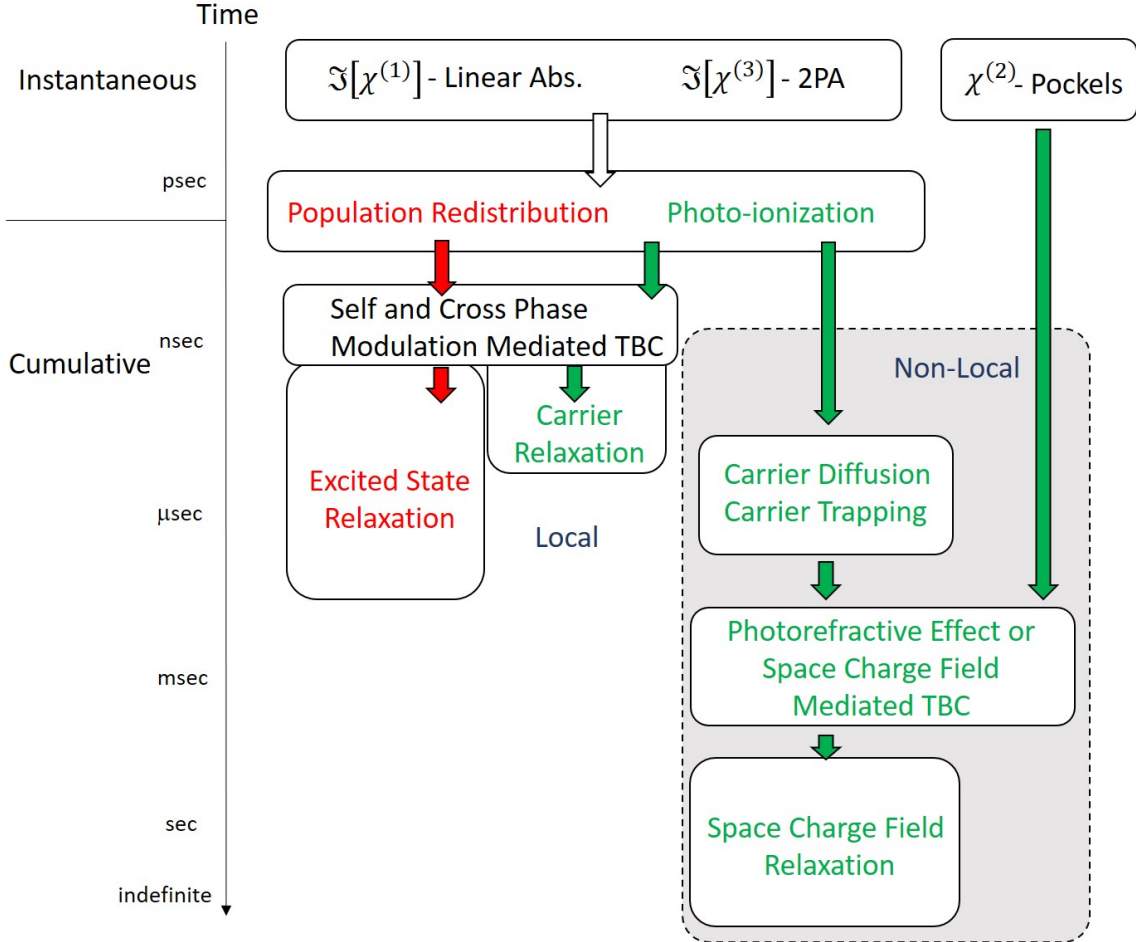 Time
Instantaneous
ℑ[χ⁽¹⁾] - Linear Abs.
ℑ[χ⁽³⁾] - 2PA
χ⁽²⁾- Pockels
psec
Population Redistribution
Photo-ionization
Self and Cross Phase
Modulation Mediated TBC
nsec
Cumulative
Non-Local
Carrier
Relaxation
Excited State
Relaxation
Carrier Diffusion
Carrier Trapping
μsec
Local
Photorefractive Effect or
Space Charge Field
Mediated TBC
msec
Space Charge Field
Relaxation
sec
indefinite